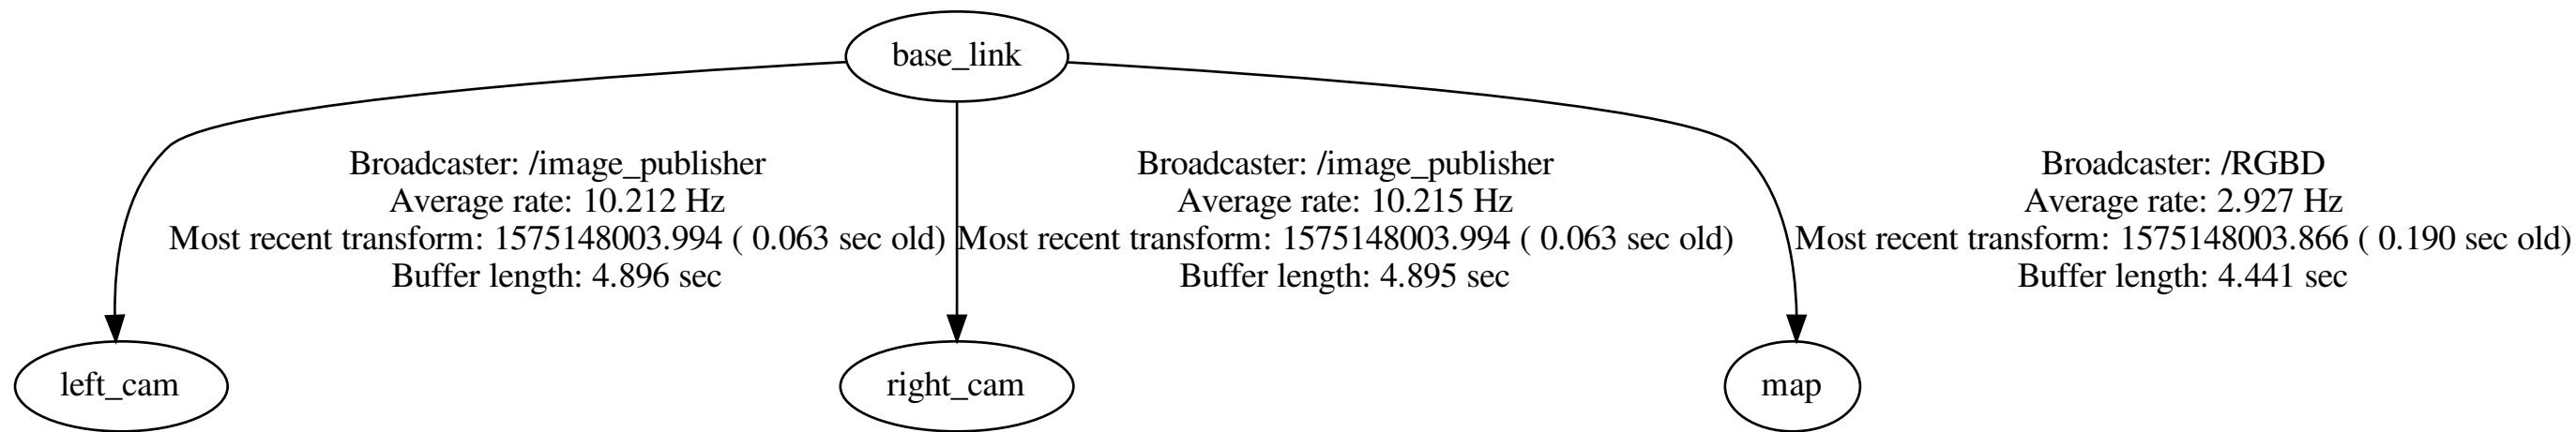 base_link
Broadcaster: /image_publisher
Average rate: 10.212 Hz
Most recent transform: 1575148003.994 ( 0.063 sec old)
Buffer length: 4.896 sec
Broadcaster: /image_publisher
Average rate: 10.215 Hz
Most recent transform: 1575148003.994 ( 0.063 sec old)
Buffer length: 4.895 sec
Broadcaster: /RGBD
Average rate: 2.927 Hz
Most recent transform: 1575148003.866 ( 0.190 sec old)
Buffer length: 4.441 sec
left_cam
right_cam
map